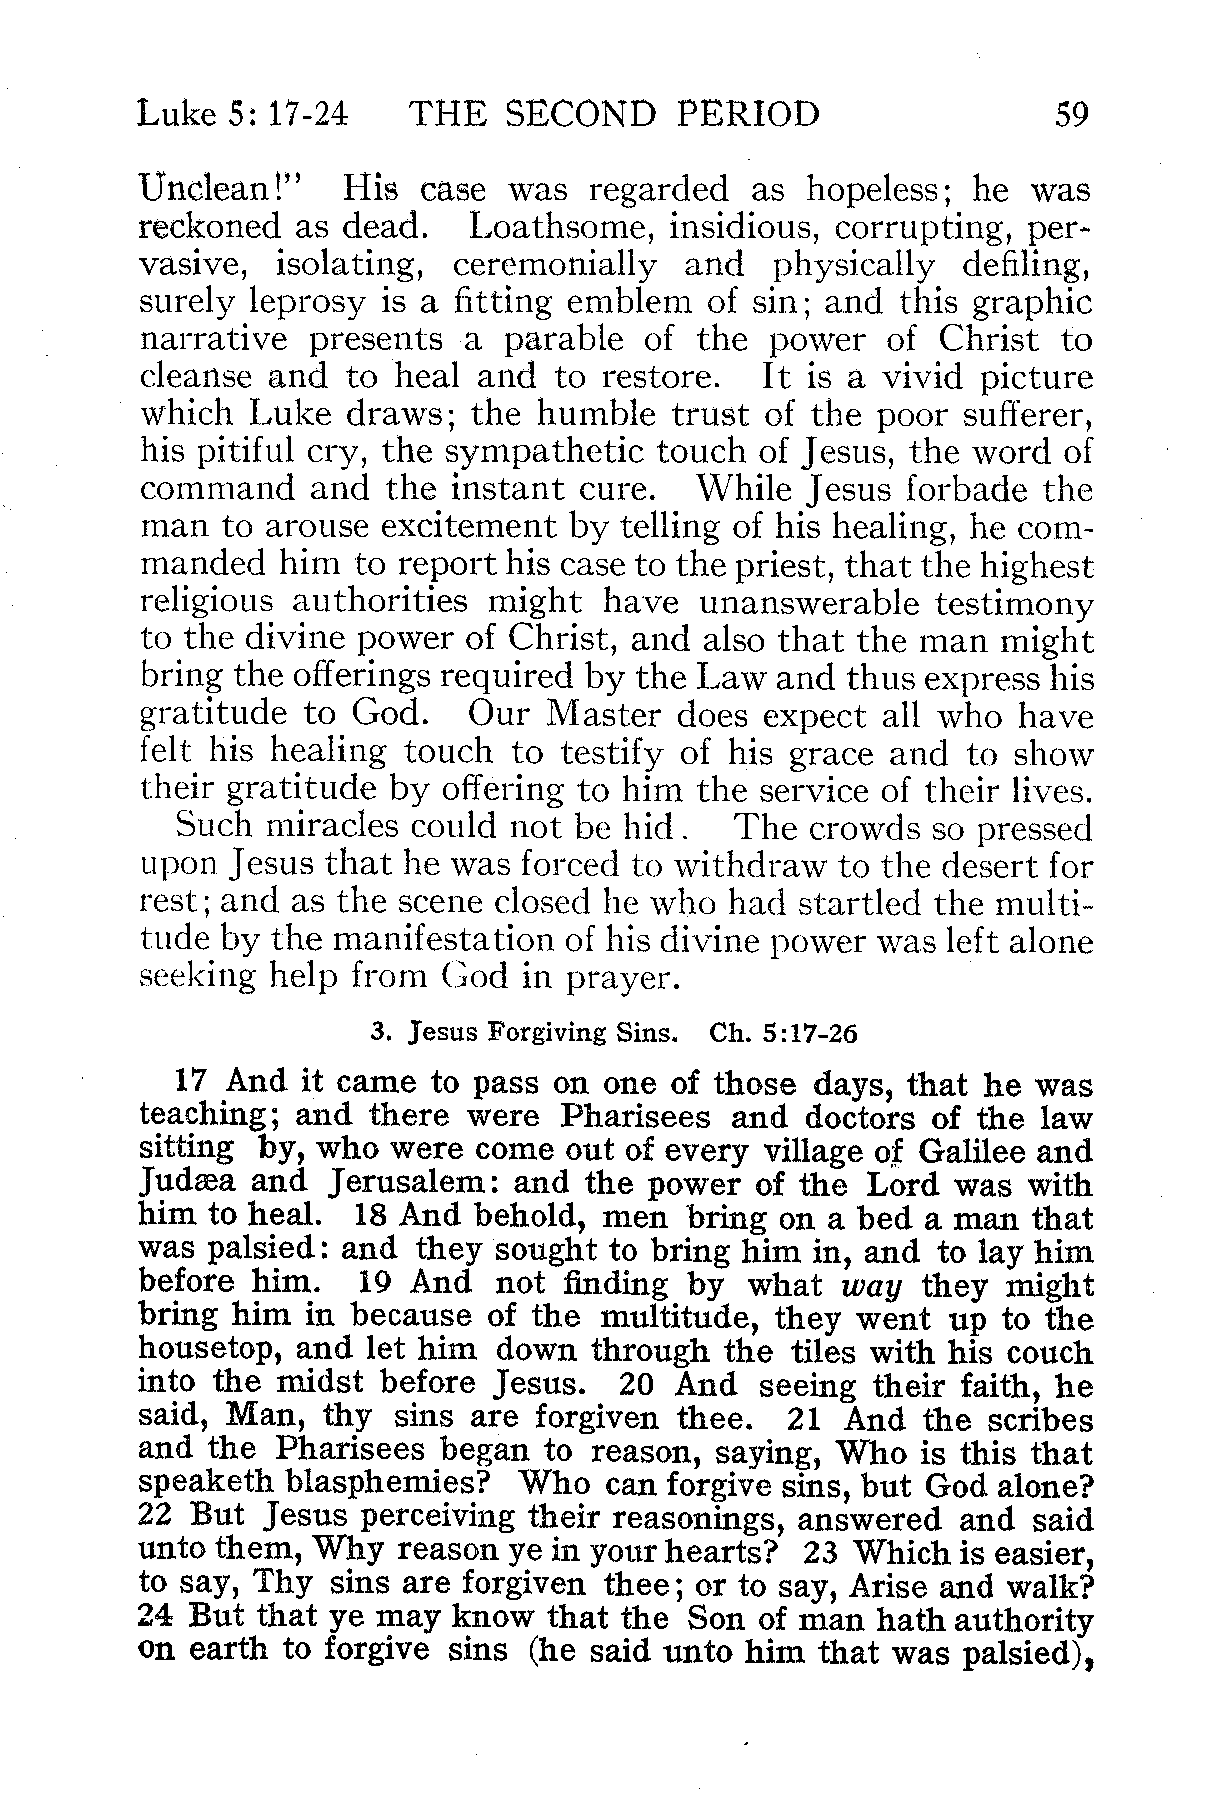 Luke 5: 17-24 THE SECOND PERIOD 59
Unclean!" His case was regarded as hopeless; he was
reckoned as dead. Loathsome, insidious, corrupting, per-
vasive, isolating, ceremonially and physically defiling,
surely leprosy is a fitting emblem of sin; and this graphic
narrative presents a parable of the power of Christ to
cleanse and to heal and to restore. It is a vivid picture
which Luke draws; the humble trust of the poor sufferer,
his pitiful cry, the sympathetic touch of Jesus, the word of
command and the instant cure. While Jesus forbade the
man to arouse excitement by telling of his healing, he com-
manded him to report his case to the priest, that the highest
religious authorities might have unanswerable testimony
to the divine power of Christ, and also that the man might
bring the offerings required by the Law and thus express his
gratitude to God. Our Master does expect all who have
felt his healing touch to testify of his grace and to show
their gratitude by offering to him the service of their lives.
Such miracles could not be hid. The crowds so pressed
upon Jesus that he was forced to withdraw to the desert for
rest; and as the scene closed he who had startled the multi-
tude by the manifestation of his divine power was left alone
seeking help from God in prayer.
3. Jesus Forgiving Sins. Ch. 5:17-26
17 And it came to pass on one of those days, that he was
teaching; and there were Pharisees and doctors of the law
sitting by, who were come out of every village of Galilee and
Judæa and Jerusalem: and the power of the Lord was with
him to heal. 18 And behold, men bring on a bed a man that
was palsied: and they sought to bring him in, and to lay him
before him. 19 And not finding by what way they might
bring him in because of the multitude, they went up to the
housetop, and let him down through the tiles with his couch
into the midst before Jesus. 20 And seeing their faith, he
said, Man, thy sins are forgiven thee. 21 And the scribes
and the Pharisees began to reason, saying, Who is this that
speaketh blasphemies? Who can forgive sins, but God alone?
22 But Jesus perceiving their reasonings, answered and said
unto them, Why reason ye in your hearts? 23 Which is easier,
to say, Thy sins are forgiven thee; or to say, Arise and walk?
24 But that ye may know that the Son of man hath authority
on earth to forgive sins (he said unto him that was palsied),